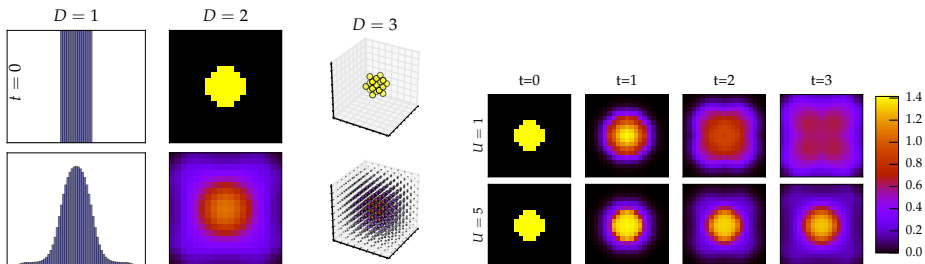 D = 1
D = 2
D = 3
t = 0
t=0
t=1
t=2
t=3
U = 1
U = 5
1.4
1.2
1.0
0.8
0.6
0.4
0.2
0.0